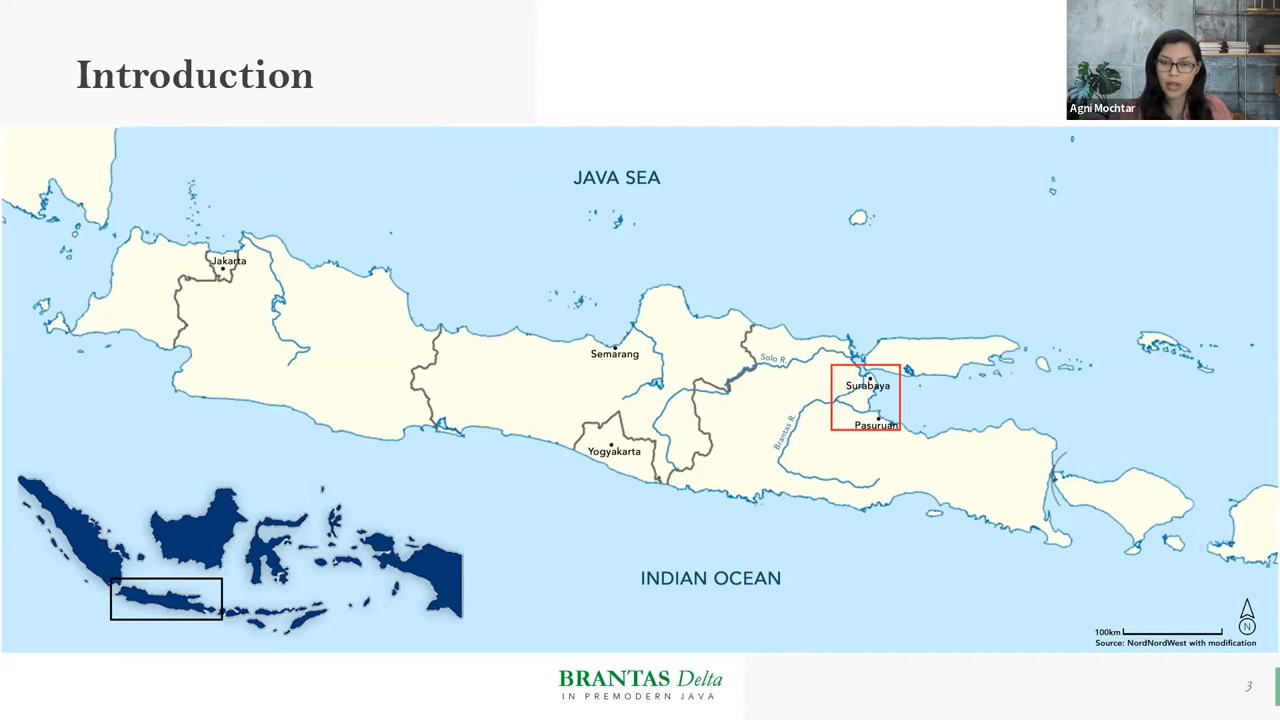 Introduction
Agni Mochtar
JAVA SEA
Jakarta
Semarang
Solo R.
Surabaya
Brantas R.
Pasuruan
Yogyakarta
INDIAN OCEAN
N
100km
Source: NordNordWest with modification
BRANTAS Delta
IN PREMODERN JAVA
3